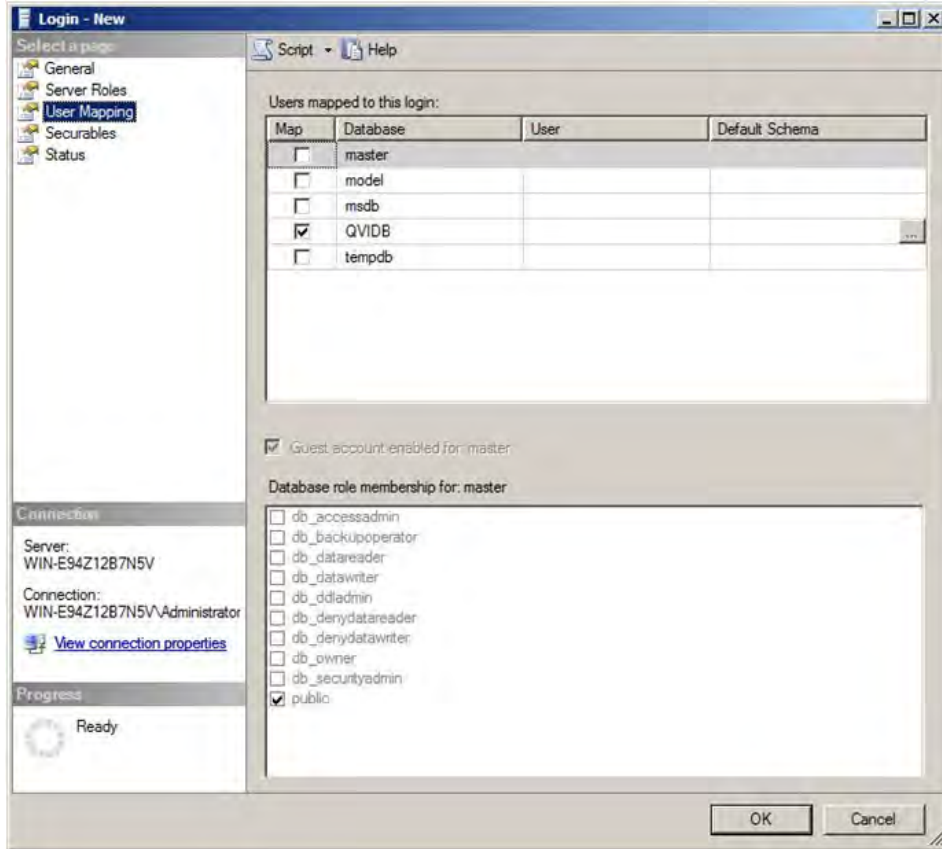 Login - New
Select a page
General
Server Roles
User Mapping
Securables
Status
Script Help
Users mapped to this login:
Map Database User Default Schema
master
model
msdb
QVIDB ...
tempdb
Guest account enabled for: master
Database role membership for: master
db_accessadmin
db_backupoperator
db_datareader
db_datawriter
db_ddladmin
db_denydatareader
db_denydatawriter
db_owner
db_securityadmin
public
Connection
Server:
WIN-E94Z12B7N5V
Connection:
WIN-E94Z12B7N5V\Administrator
View connection properties
Progress
Ready
OK Cancel